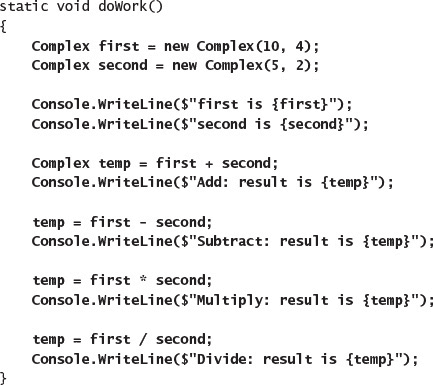 static void doWork()
{
    Complex first = new Complex(10, 4);
    Complex second = new Complex(5, 2);

    Console.WriteLine($"first is {first}");
    Console.WriteLine($"second is {second}");

    Complex temp = first + second;
    Console.WriteLine($"Add: result is {temp}");

    temp = first - second;
    Console.WriteLine($"Subtract: result is {temp}");

    temp = first * second;
    Console.WriteLine($"Multiply: result is {temp}");

    temp = first / second;
    Console.WriteLine($"Divide: result is {temp}");
}